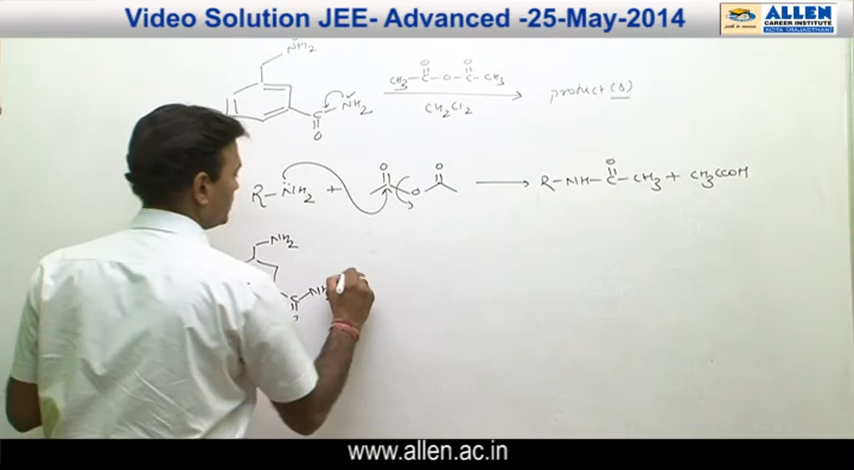 Video Solution JEE- Advanced -25-May-2014
ALLEN
CAREER INSTITUTE
KOTA (RAJASTHAN)
NH2
CH3-C-O-C-CH3
O O
NH2
CH2Cl2
product (s)
O
R-NH2 + O O O → R-NH-C-CH3 + CH3COOH
O
NH2
C NH
www.allen.ac.in